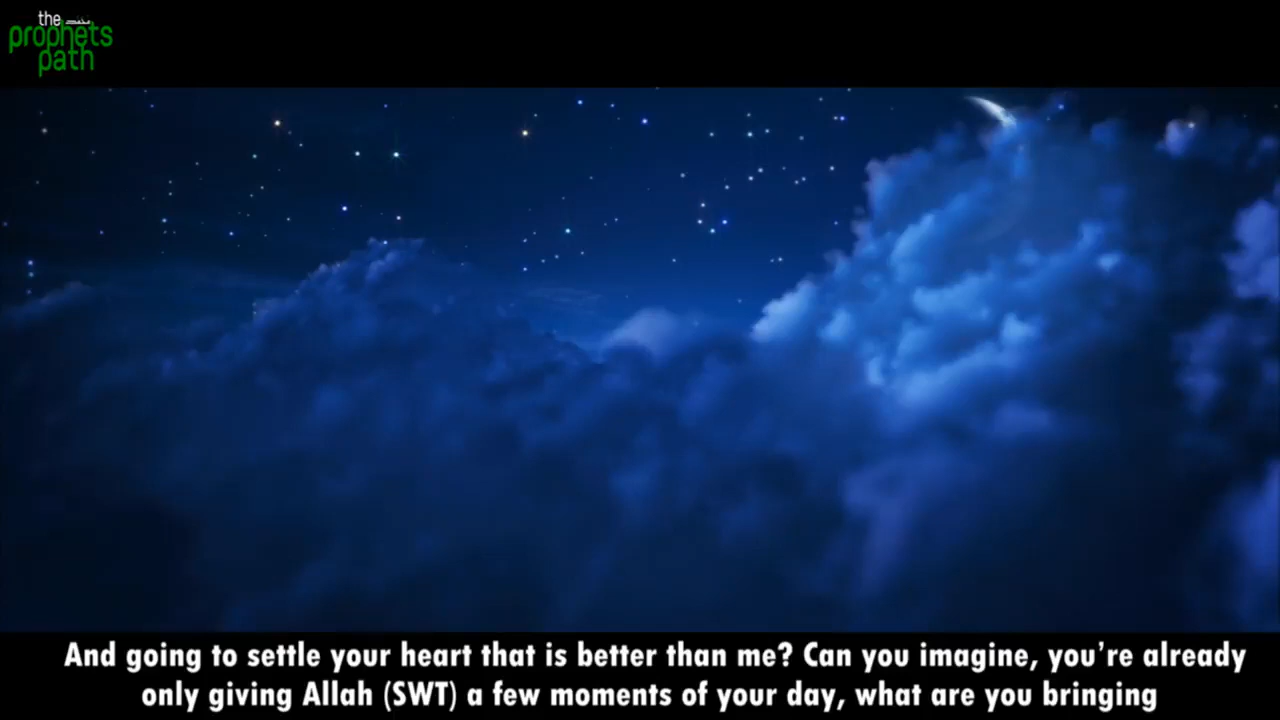 the
prophets
path
And going to settle your heart that is better than me? Can you imagine, you’re already
only giving Allah (SWT) a few moments of your day, what are you bringing